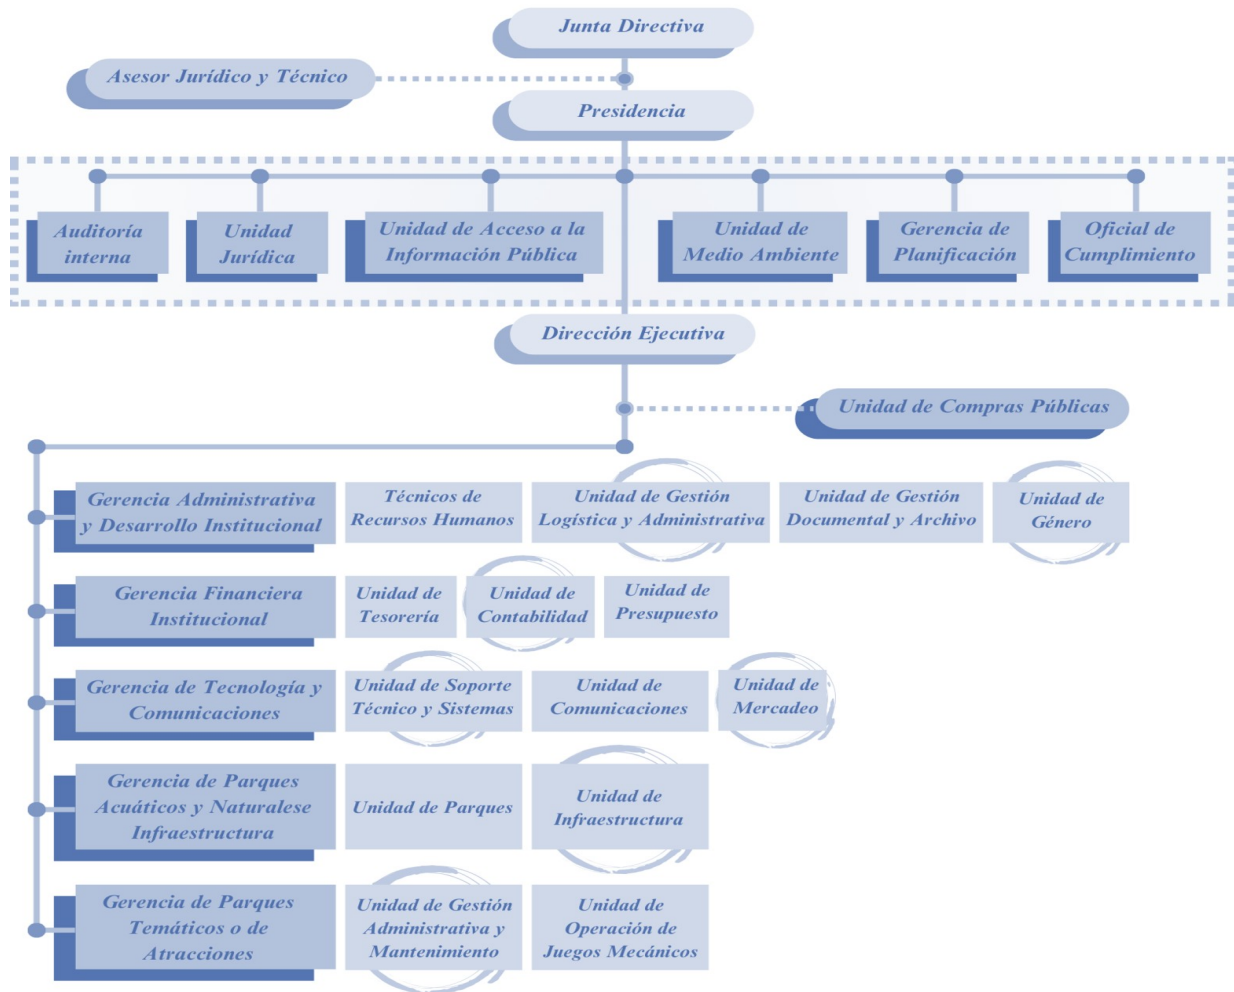 Junta Directiva
Asesor Jurídico y Técnico
Presidencia
Auditoría
interna
Unidad
Jurídica
Unidad de Acceso a la
Información Pública
Unidad de
Medio Ambiente
Gerencia de
Planificación
Oficial de
Cumplimiento
Dirección Ejecutiva
Unidad de Compras Públicas
Gerencia Administrativa
y Desarrollo Institucional
Técnicos de
Recursos Humanos
Unidad de Gestión
Logística y Administrativa
Unidad de Gestión
Documental y Archivo
Unidad de
Género
Gerencia Financiera
Institucional
Unidad de
Tesorería
Unidad de
Contabilidad
Unidad de
Presupuesto
Gerencia de Tecnología y
Comunicaciones
Unidad de Soporte
Técnico y Sistemas
Unidad de
Comunicaciones
Unidad de
Mercadeo
Gerencia de Parques
Acuáticos y Naturalese
Infraestructura
Unidad de Parques
Unidad de
Infraestructura
Gerencia de Parques
Temáticos o de
Atracciones
Unidad de Gestión
Administrativa y
Mantenimiento
Unidad de
Operación de
Juegos Mecánicos